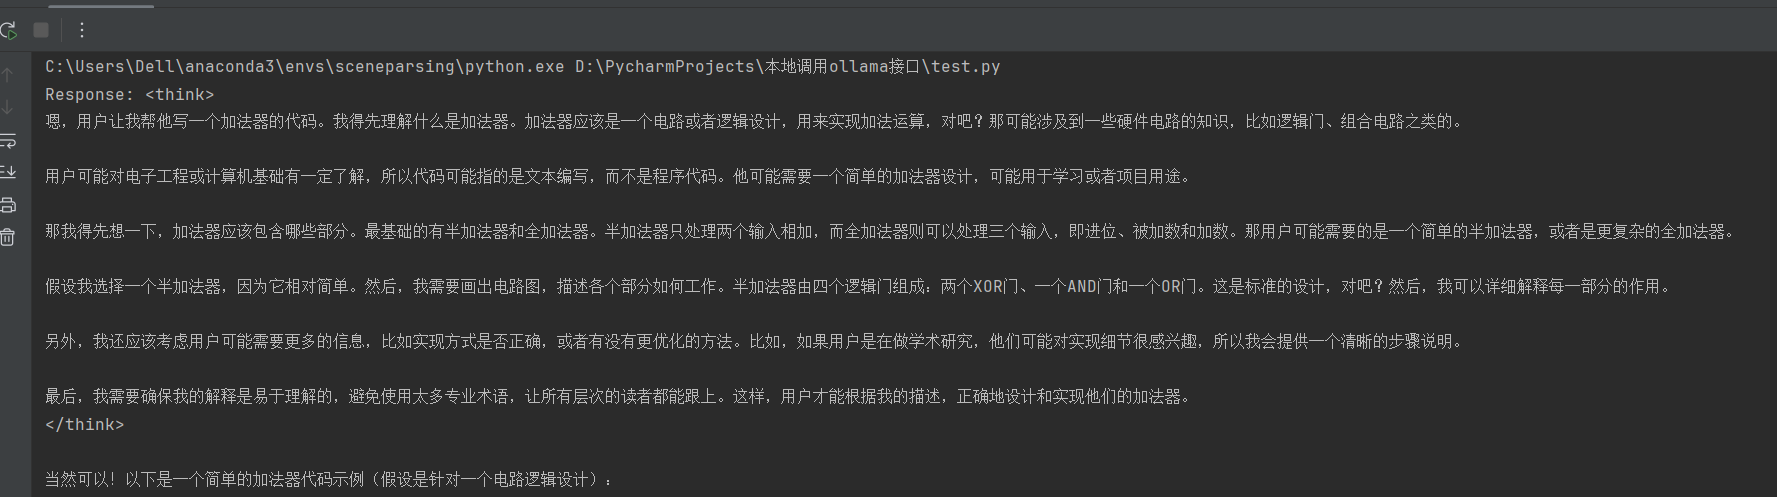 C:\Users\Dell\anaconda3\envs\sceneparsing\python.exe D:\PycharmProjects\本地调用ollama接口\test.py
Response: <think>
嗯，用户让我帮他写一个加法器的代码。我得先理解什么是加法器。加法器应该是一个电路或者逻辑设计，用来实现加法运算，对吧？那可能涉及到一些硬件电路的知识，比如逻辑门、组合电路之类的。
用户可能对电子工程或计算机基础有一定了解，所以代码可能指的是文本编写，而不是程序代码。他可能需要一个简单的加法器设计，可能用于学习或者项目用途。
那我得先想一下，加法器应该包含哪些部分。最基础的有半加法器和全加法器。半加法器只处理两个输入相加，而全加法器则可以处理三个输入，即进位、被加数和加数。那用户可能需要的是一个简单的半加法器，或者是更复杂的全加法器。
假设我选择一个半加法器，因为它相对简单。然后，我需要画出电路图，描述各个部分如何工作。半加法器由四个逻辑门组成：两个XOR门、一个AND门和一个OR门。这是标准的设计，对吧？然后，我可以详细解释每一部分的作用。
另外，我还应该考虑用户可能需要更多的信息，比如实现方式是否正确，或者有没有更优化的方法。比如，如果用户是在做学术研究，他们可能对实现细节很感兴趣，所以我会提供一个清晰的步骤说明。
最后，我需要确保我的解释是易于理解的，避免使用太多专业术语，让所有层次的读者都能跟上。这样，用户才能根据我的描述，正确地设计和实现他们的加法器。
</think>
当然可以！以下是一个简单的加法器代码示例（假设是针对一个电路逻辑设计）：